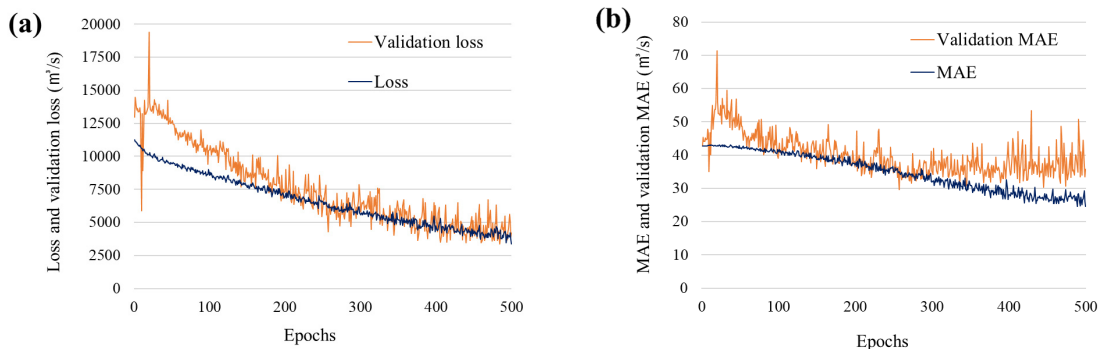 (a)
Loss and validation loss (m³/s)
20000
17500
15000
12500
10000
7500
5000
2500
0
Validation loss
Loss
0 100 200 300 400 500
Epochs
(b)
MAE and validation MAE (m³/s)
80
70
60
50
40
30
20
10
0
Validation MAE
MAE
0 100 200 300 400 500
Epochs